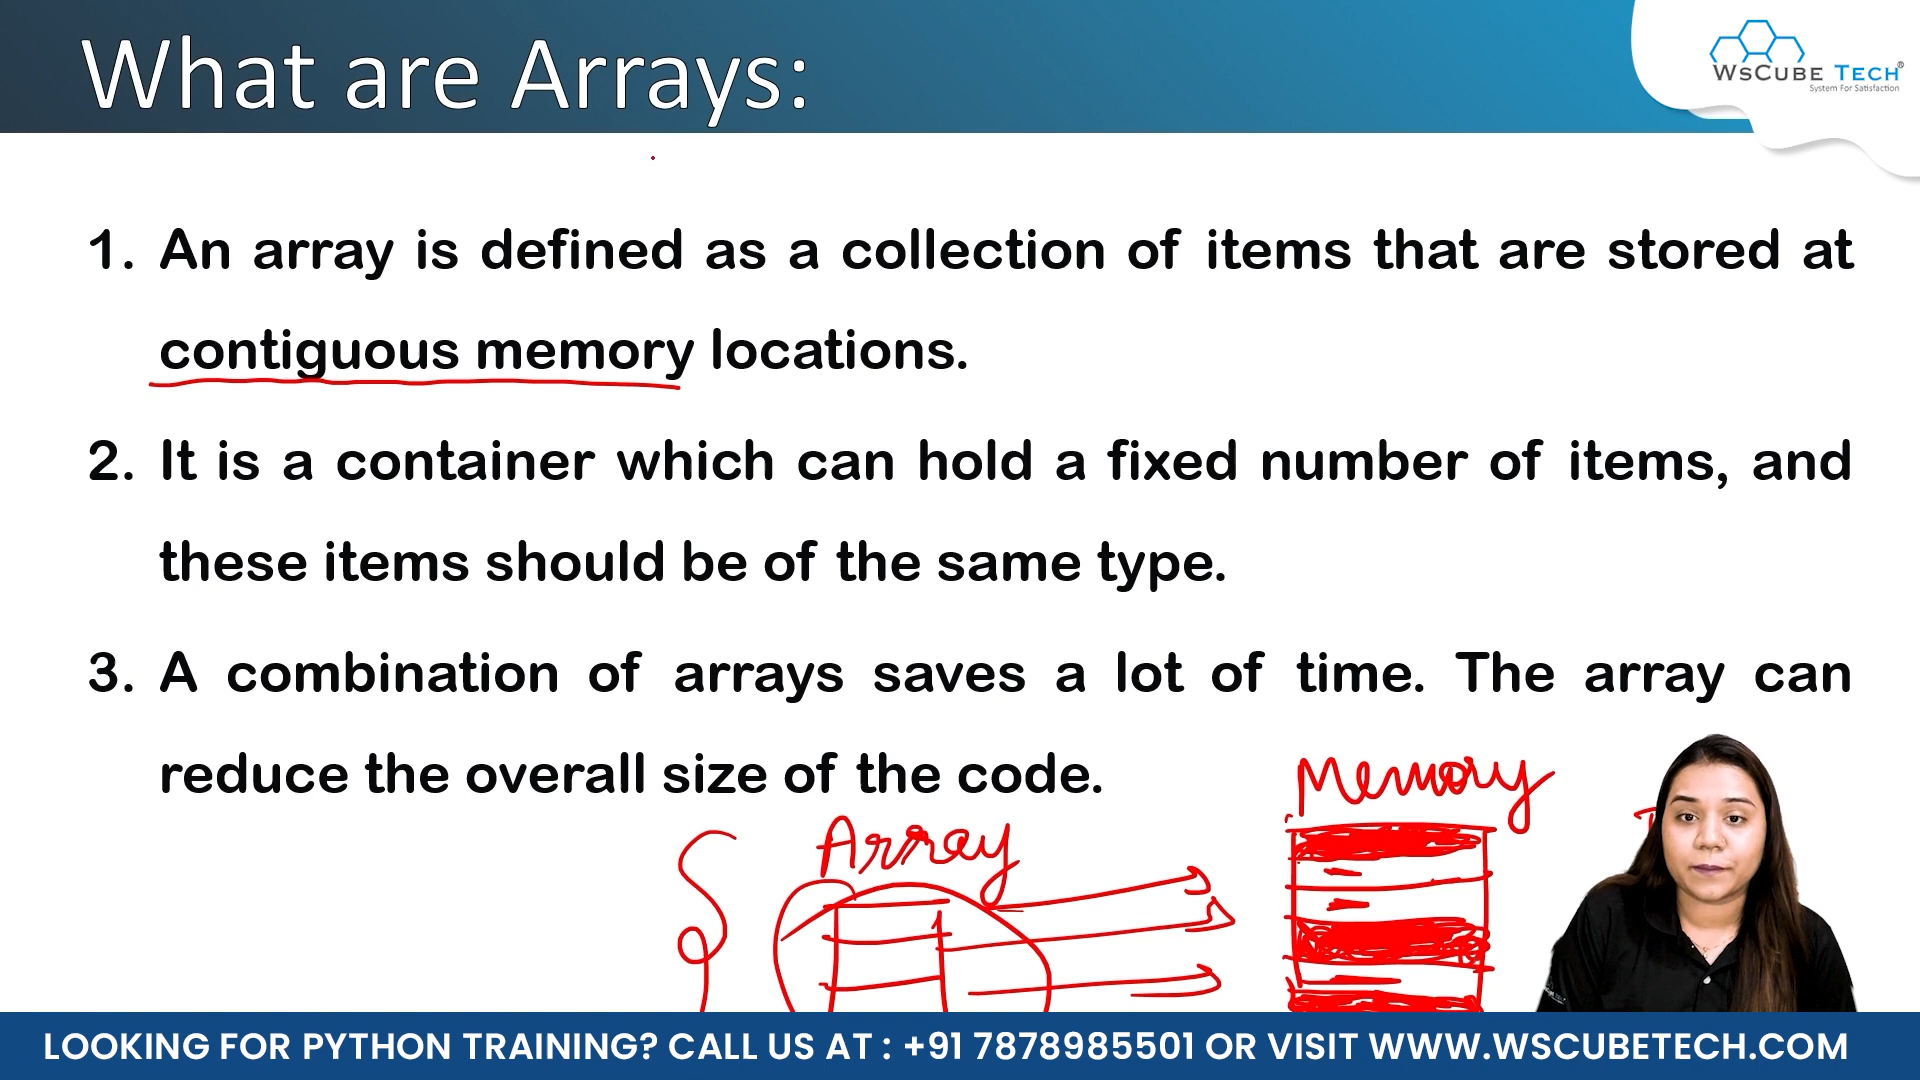 What are Arrays:
WsCube Tech®
System For Satisfaction
1. An array is defined as a collection of items that are stored at
contiguous memory locations.
2. It is a container which can hold a fixed number of items, and
these items should be of the same type.
3. A combination of arrays saves a lot of time. The array can
reduce the overall size of the code.
Memory
Array
LOOKING FOR PYTHON TRAINING? CALL US AT : +91 7878985501 OR VISIT WWW.WSCUBETECH.COM